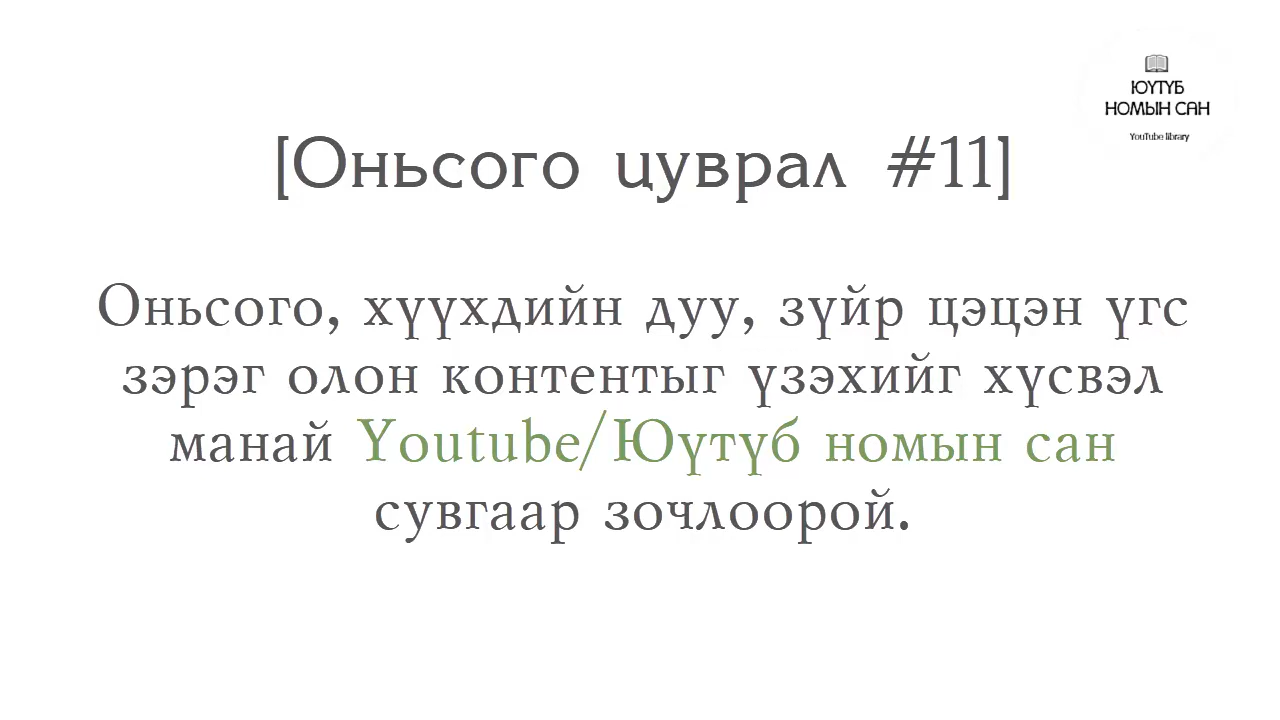 ЮҮТҮБ
НОМЫН САН
YouTube library
[Оньсого цуврал #11]
Оньсого, хүүхдийн дуу, зүйр цэцэн үгс
зэрэг олон контентыг үзэхийг хүсвэл
манай Youtube/Юүтүб номын сан
сувгаар зочлоорой.